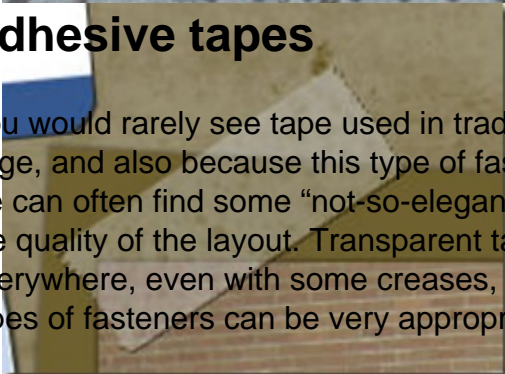 dhesive tapes
u would rarely see tape used in trad
ge, and also because this type of fas
e can often find some “not-so-elegan
e quality of the layout. Transparent ta
erywhere, even with some creases,
pes of fasteners can be very appropr